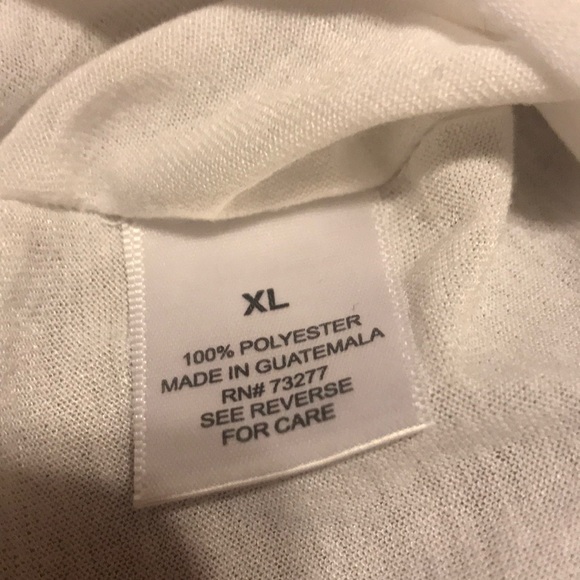 XL
100% POLYESTER
MADE IN GUATEMALA
RN# 73277
SEE REVERSE
FOR CARE